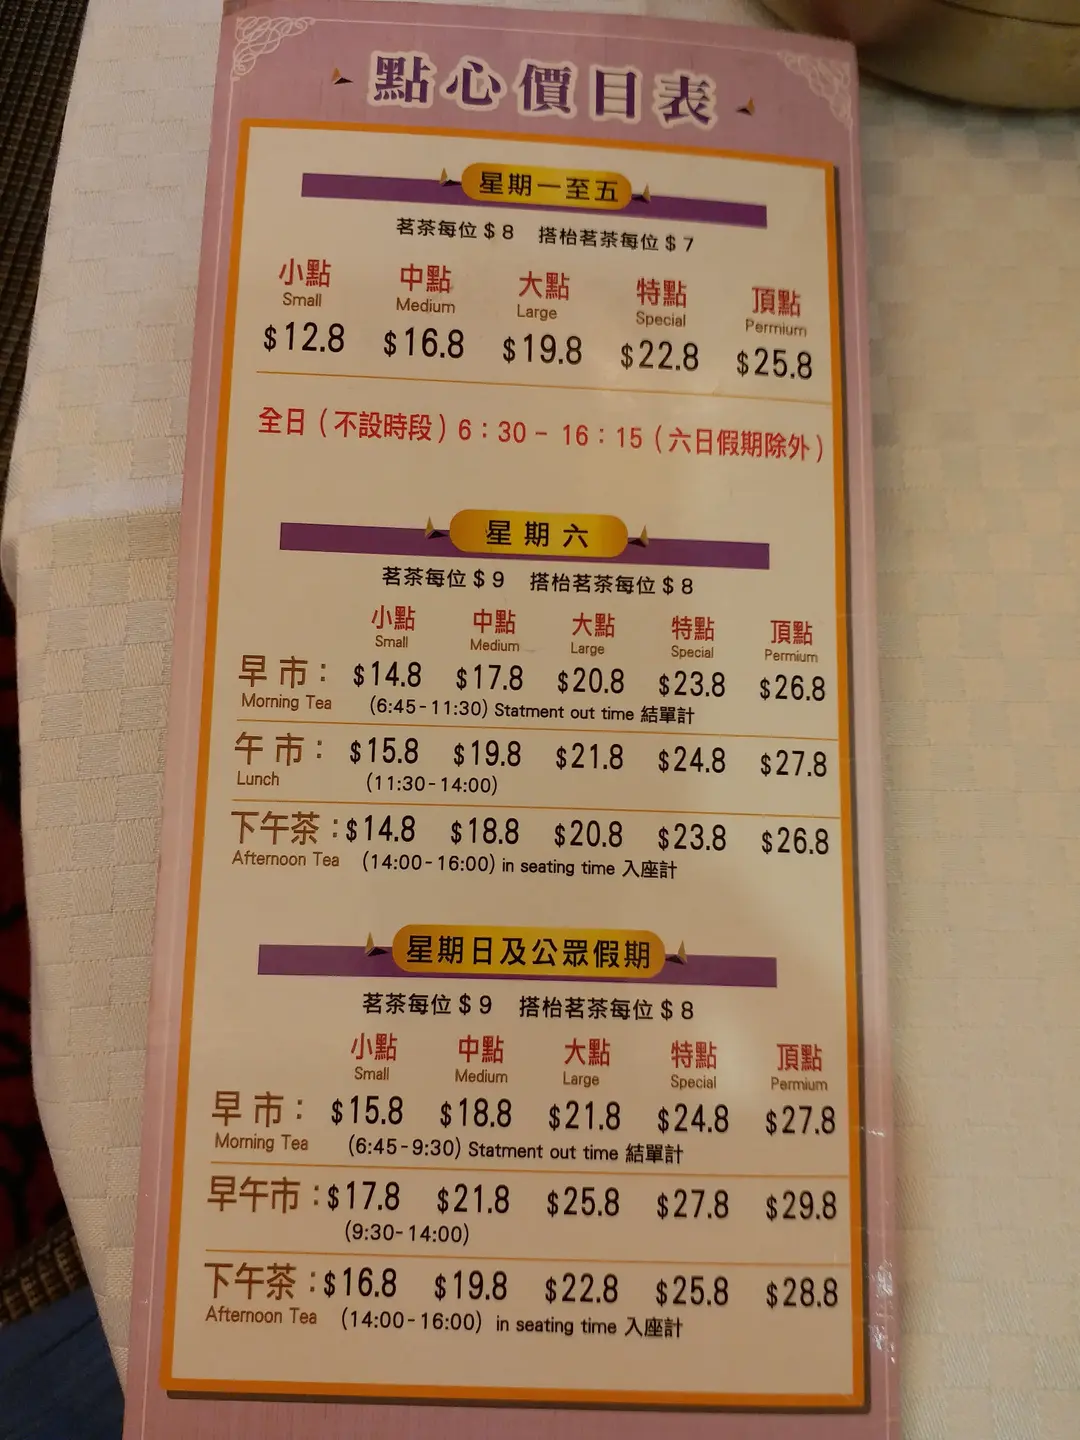 點心價目表
星期一至五
茗茶每位$8 搭枱茗茶每位$7
小點 中點 大點 特點 頂點
Small Medium Large Special Permium
$12.8 $16.8 $19.8 $22.8 $25.8
全日（不設時段）6：30－16：15（六日假期除外）
星期六
茗茶每位$9 搭枱茗茶每位$8
小點 中點 大點 特點 頂點
Small Medium Large Special Permium
早市： $14.8 $17.8 $20.8 $23.8 $26.8
Morning Tea (6:45-11:30) Statment out time 結單計
午市： $15.8 $19.8 $21.8 $24.8 $27.8
Lunch (11:30-14:00)
下午茶：$14.8 $18.8 $20.8 $23.8 $26.8
Afternoon Tea (14:00-16:00) in seating time 入座計
星期日及公眾假期
茗茶每位$9 搭枱茗茶每位$8
小點 中點 大點 特點 頂點
Small Medium Large Special Permium
早市： $15.8 $18.8 $21.8 $24.8 $27.8
Morning Tea (6:45-9:30) Statment out time 結單計
早午市：$17.8 $21.8 $25.8 $27.8 $29.8
(9:30-14:00)
下午茶：$16.8 $19.8 $22.8 $25.8 $28.8
Afternoon Tea (14:00-16:00) in seating time 入座計